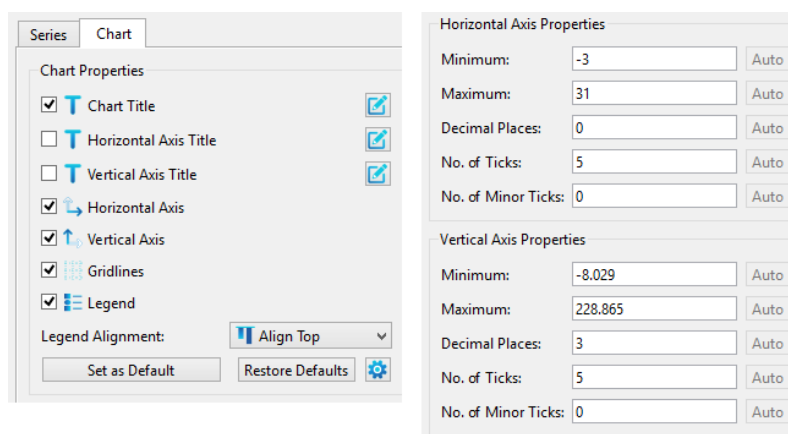 Series Chart
Chart Properties
Chart Title
Horizontal Axis Title
Vertical Axis Title
Horizontal Axis
Vertical Axis
Gridlines
Legend
Legend Alignment: Align Top
Set as Default Restore Defaults
Horizontal Axis Properties
Minimum: -3 Auto
Maximum: 31 Auto
Decimal Places: 0 Auto
No. of Ticks: 5 Auto
No. of Minor Ticks: 0 Auto
Vertical Axis Properties
Minimum: -8.029 Auto
Maximum: 228.865 Auto
Decimal Places: 3 Auto
No. of Ticks: 5 Auto
No. of Minor Ticks: 0 Auto